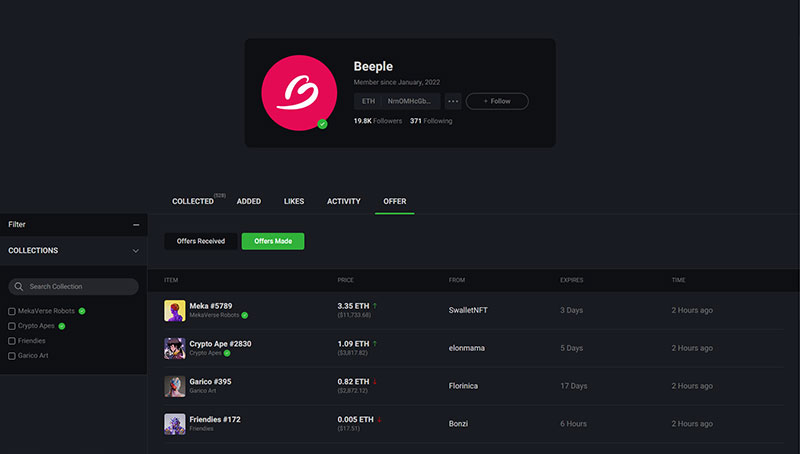 Beeple
Member since January, 2022
ETH NrnOMHcGb...
+ Follow
19.8K Followers 371 Following
COLLECTED (328) ADDED LIKES ACTIVITY OFFER
Filter
COLLECTIONS
Search Collection
MekaVerse Robots
Crypto Apes
Friendies
Garico Art
Offers Received Offers Made
ITEM PRICE FROM EXPIRES TIME
Meka #5789 3.35 ETH ↑ SwalletNFT 3 Days 2 Hours ago
MekaVerse Robots ($11,733.68)
Crypto Ape #2830 1.09 ETH ↑ elonmama 5 Days 2 Hours ago
Crypto Apes ($3,817.82)
Garico #395 0.82 ETH ↓ Florinica 17 Days 2 Hours ago
Garico Art ($2,872.12)
Friendies #172 0.005 ETH ↓ Bonzi 6 Hours 2 Hours ago
Friendies ($17.51)